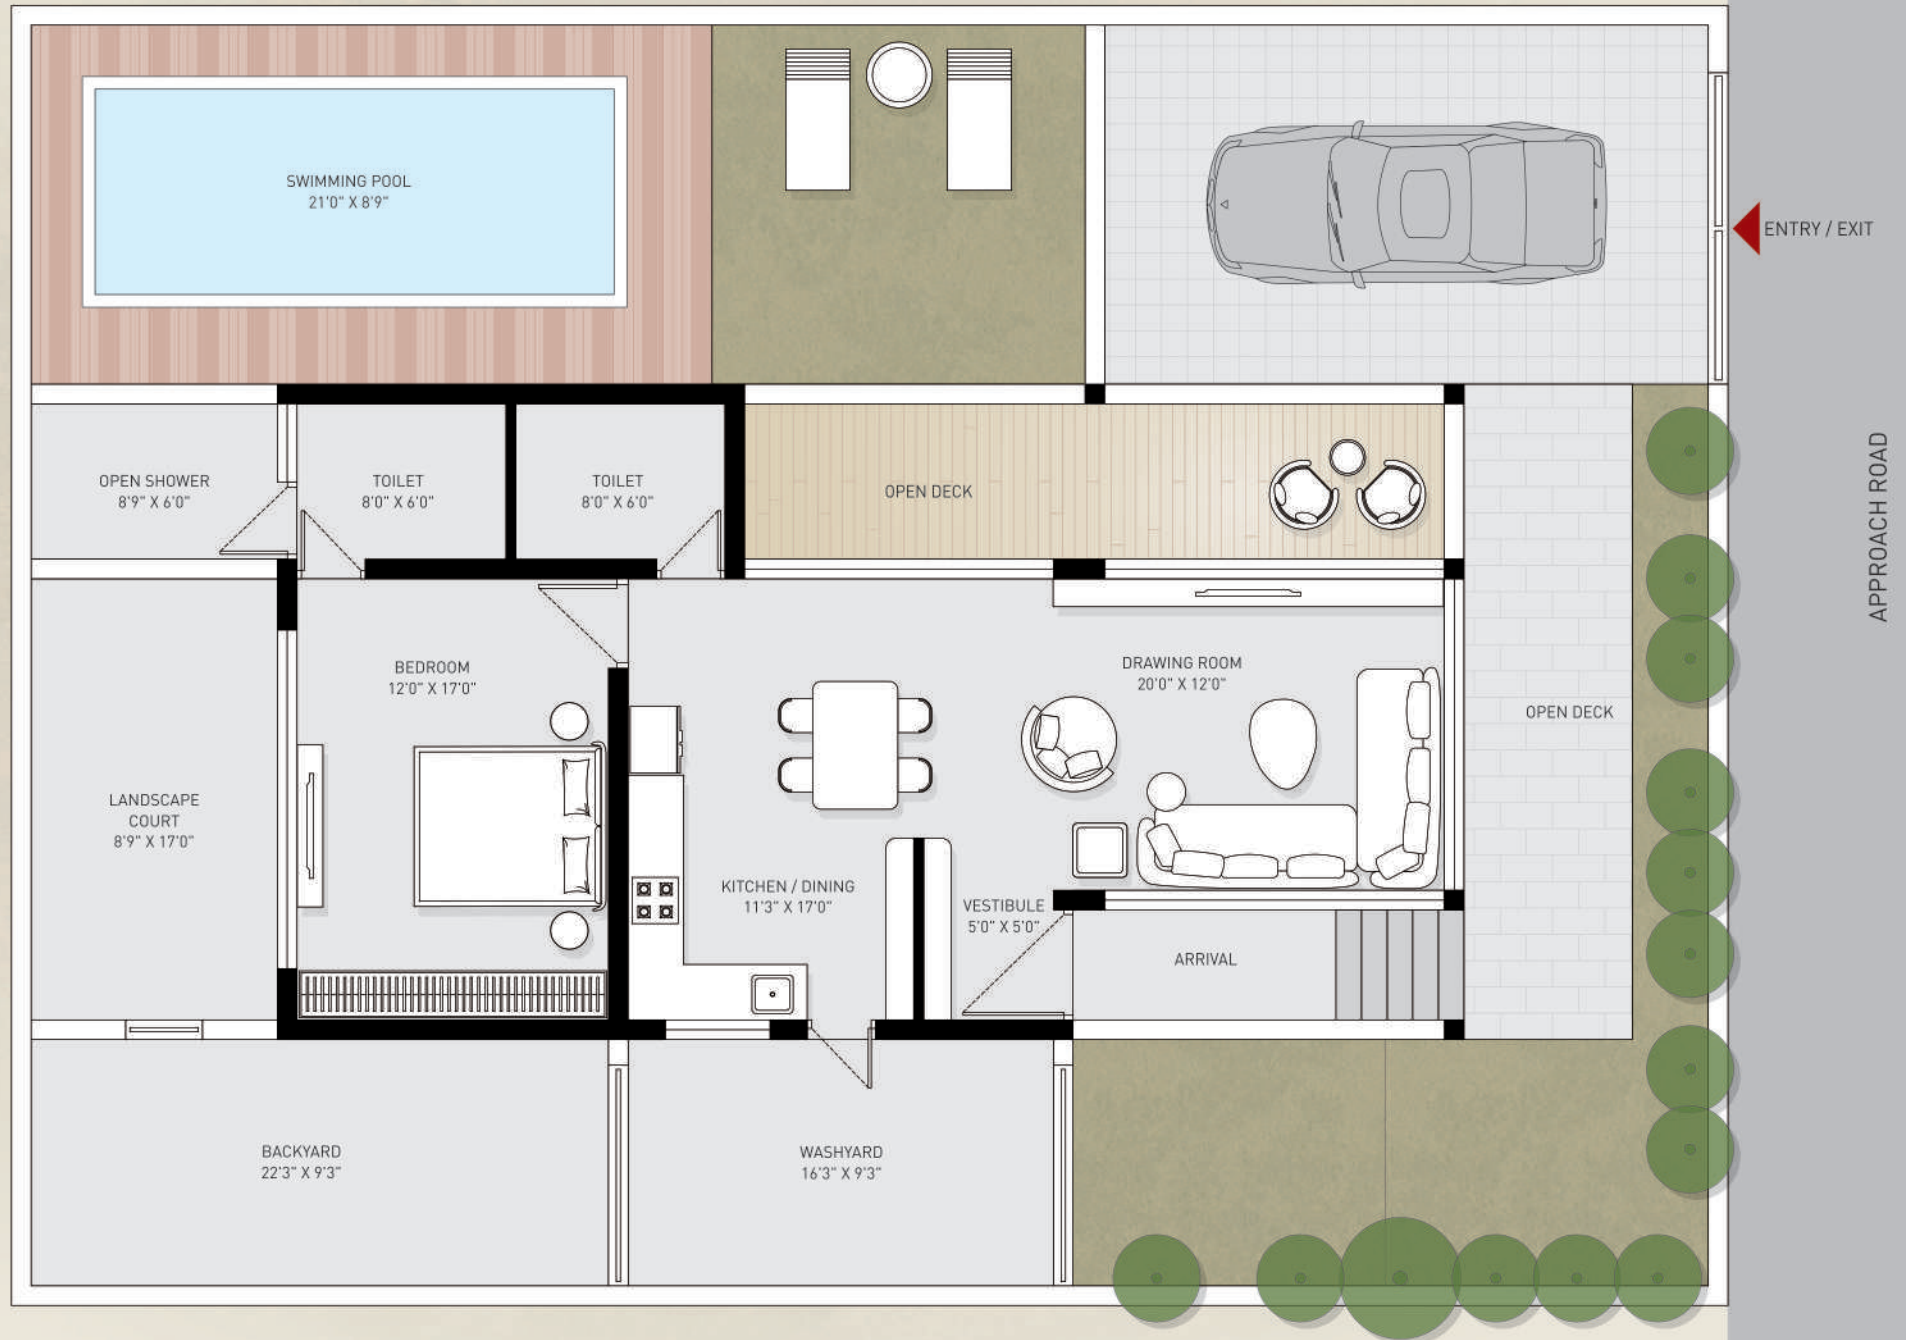 SWIMMING POOL
21'0" X 8'9"
ENTRY / EXIT
APPROACH ROAD
OPEN SHOWER
8'9" X 6'0"
TOILET
8'0" X 6'0"
TOILET
8'0" X 6'0"
OPEN DECK
BEDROOM
12'0" X 17'0"
DRAWING ROOM
20'0" X 12'0"
OPEN DECK
LANDSCAPE
COURT
8'9" X 17'0"
KITCHEN / DINING
11'3" X 17'0"
VESTIBULE
5'0" X 5'0"
ARRIVAL
BACKYARD
22'3" X 9'3"
WASHYARD
16'3" X 9'3"